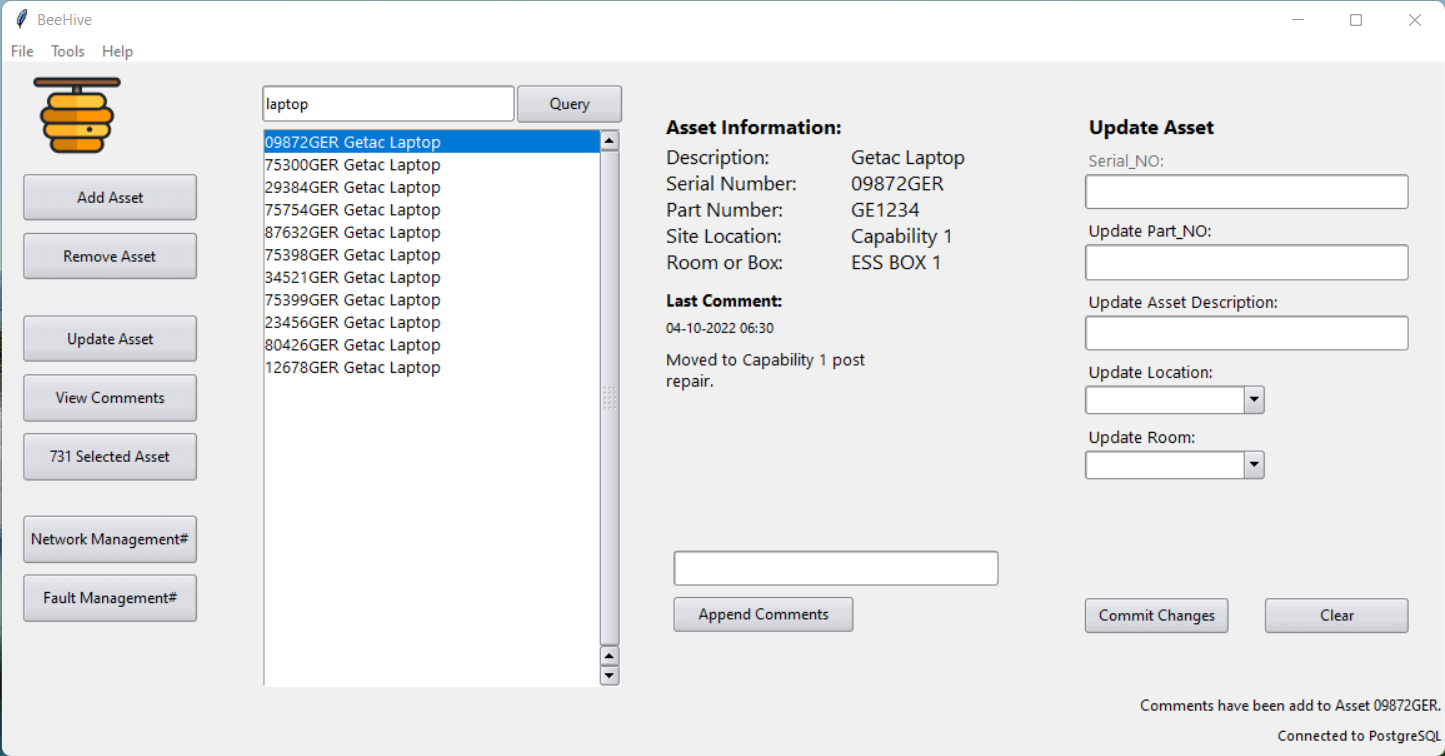 BeeHive
File Tools Help
Add Asset
Remove Asset
Update Asset
View Comments
731 Selected Asset
Network Management#
Fault Management#
laptop
Query
09872GER Getac Laptop
75300GER Getac Laptop
29384GER Getac Laptop
75754GER Getac Laptop
87632GER Getac Laptop
75398GER Getac Laptop
34521GER Getac Laptop
75399GER Getac Laptop
23456GER Getac Laptop
80426GER Getac Laptop
12678GER Getac Laptop
Asset Information:
Description: Getac Laptop
Serial Number: 09872GER
Part Number: GE1234
Site Location: Capability 1
Room or Box: ESS BOX 1
Last Comment:
04-10-2022 06:30
Moved to Capability 1 post
repair.
Append Comments
Update Asset
Serial_NO:
Update Part_NO:
Update Asset Description:
Update Location:
Update Room:
Commit Changes
Clear
Comments have been add to Asset 09872GER.
Connected to PostgreSQL